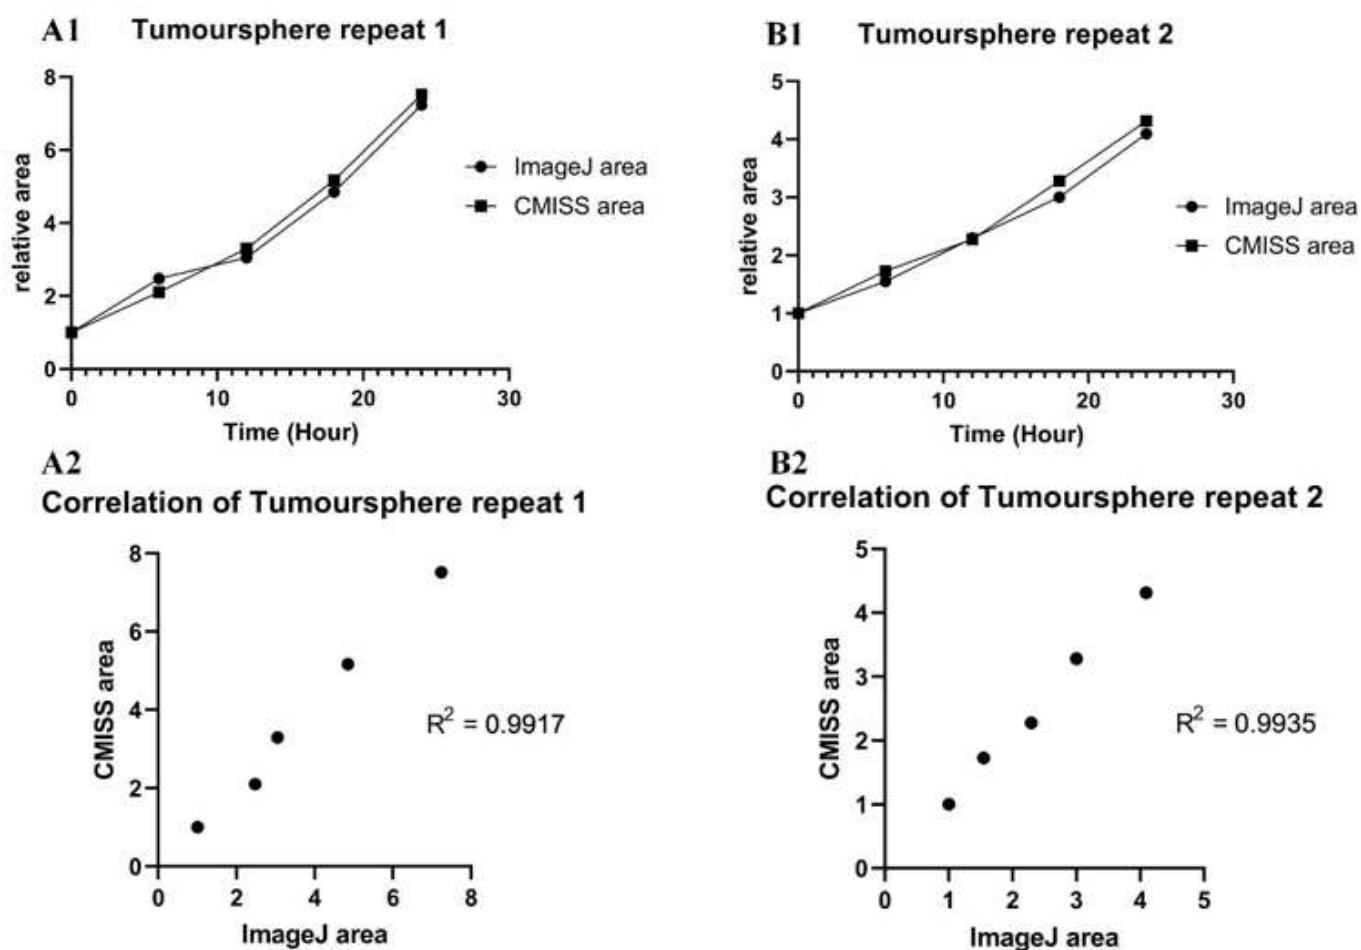 A1 Tumoursphere repeat 1
8
6
4
2
0
relative area
0 10 20 30
Time (Hour)
ImageJ area
CMISS area
B1 Tumoursphere repeat 2
5
4
3
2
1
0
relative area
0 10 20 30
Time (Hour)
ImageJ area
CMISS area
A2
Correlation of Tumoursphere repeat 1
8
6
4
2
0
CMISS area
0 2 4 6 8
ImageJ area
R² = 0.9917
B2
Correlation of Tumoursphere repeat 2
5
4
3
2
1
0
CMISS area
0 1 2 3 4 5
ImageJ area
R² = 0.9935